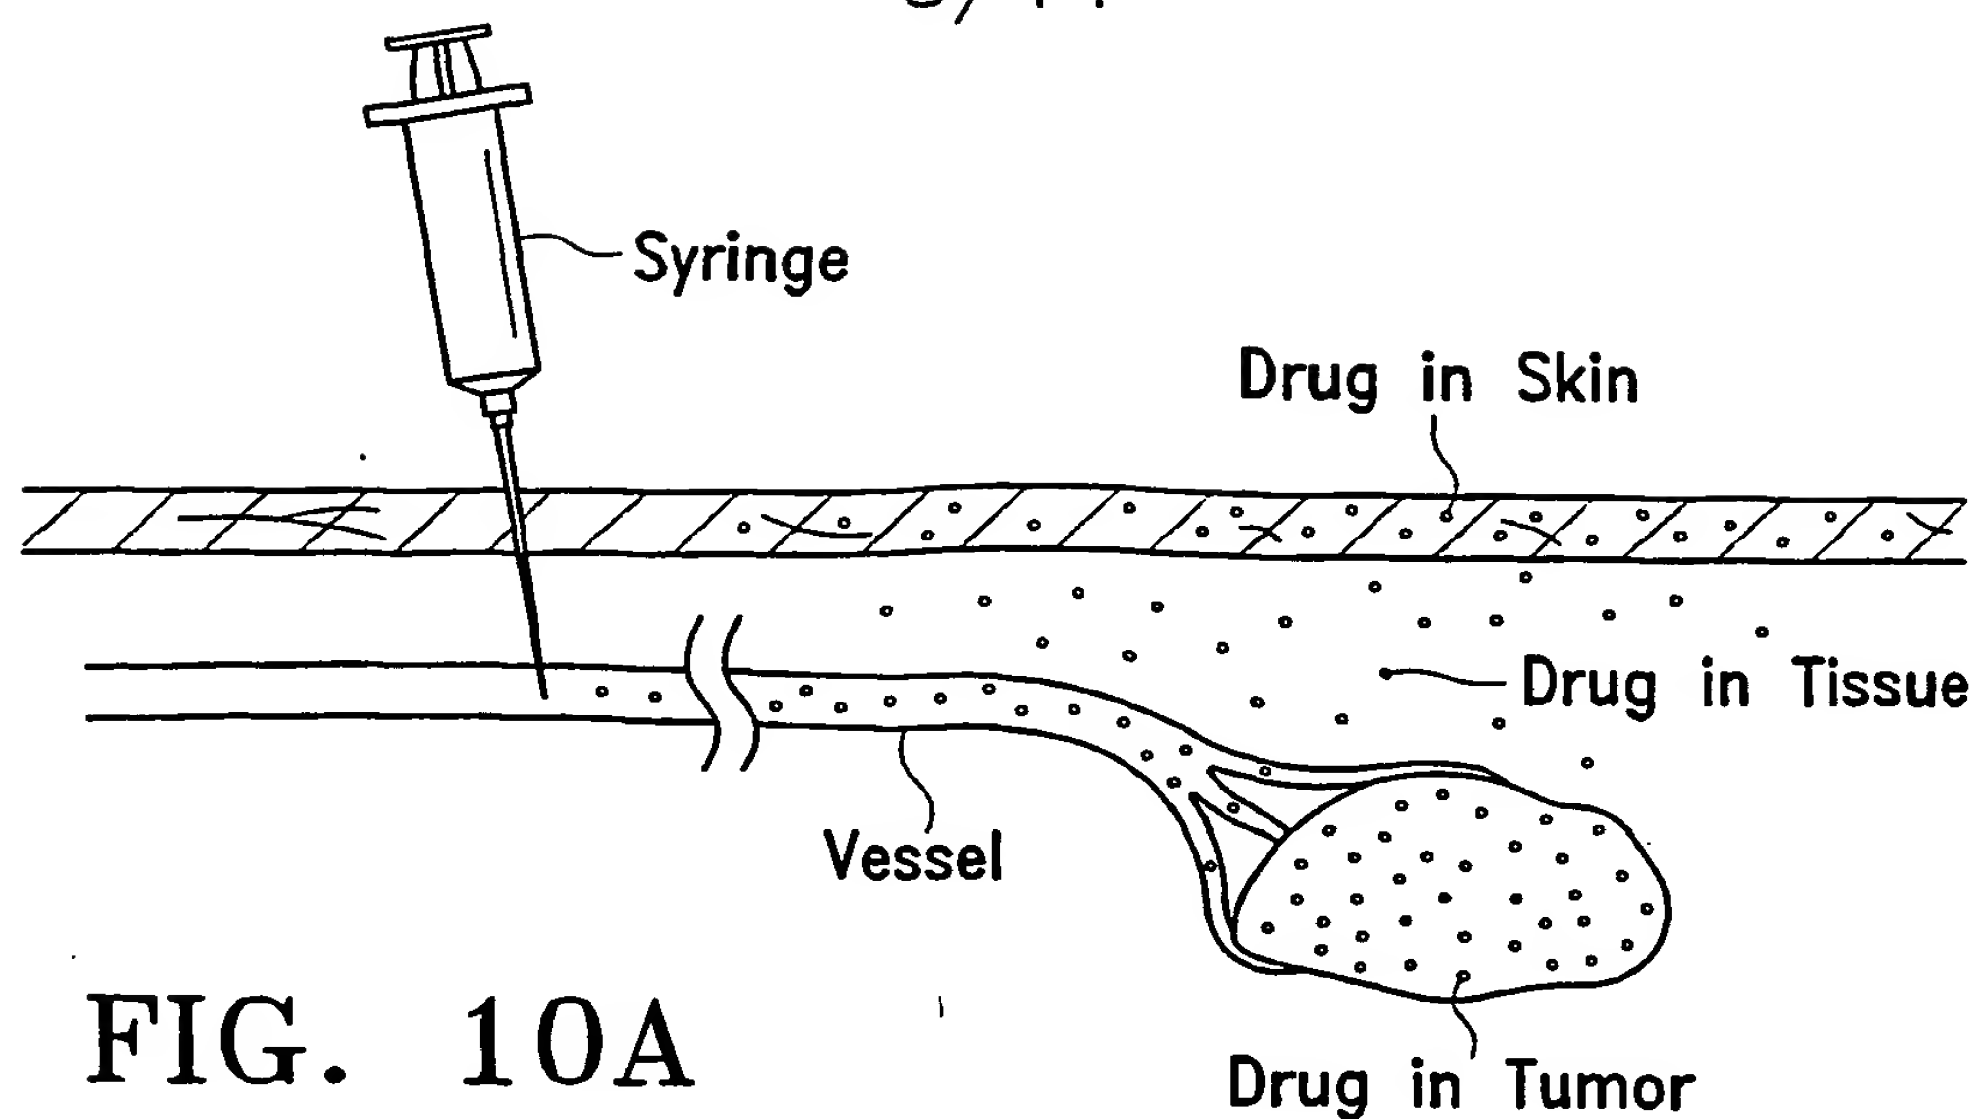 Syringe
Drug in Skin
Drug in Tissue
Vessel
FIG. 10A
Drug in Tumor